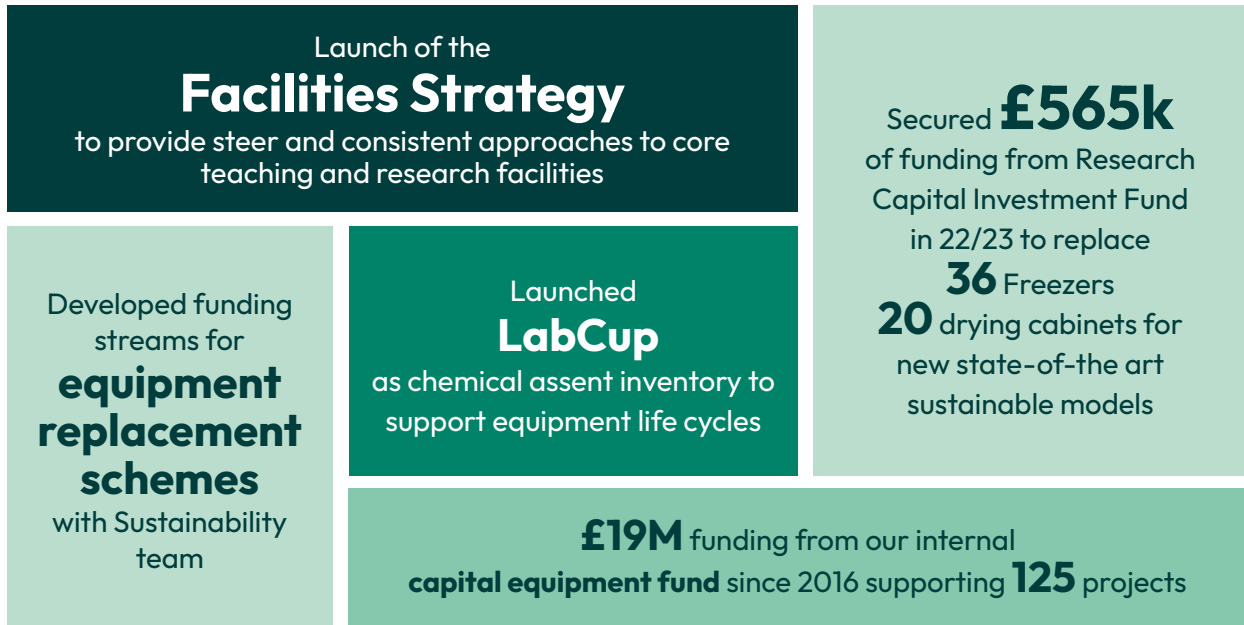 Launch of the
Facilities Strategy
to provide steer and consistent approaches to core
teaching and research facilities
Secured £565k
of funding from Research
Capital Investment Fund
in 22/23 to replace
36 Freezers
20 drying cabinets for
new state-of-the art
sustainable models
Developed funding
streams for
equipment
replacement
schemes
with Sustainability
team
Launched
LabCup
as chemical assent inventory to
support equipment life cycles
£19M funding from our internal
capital equipment fund since 2016 supporting 125 projects